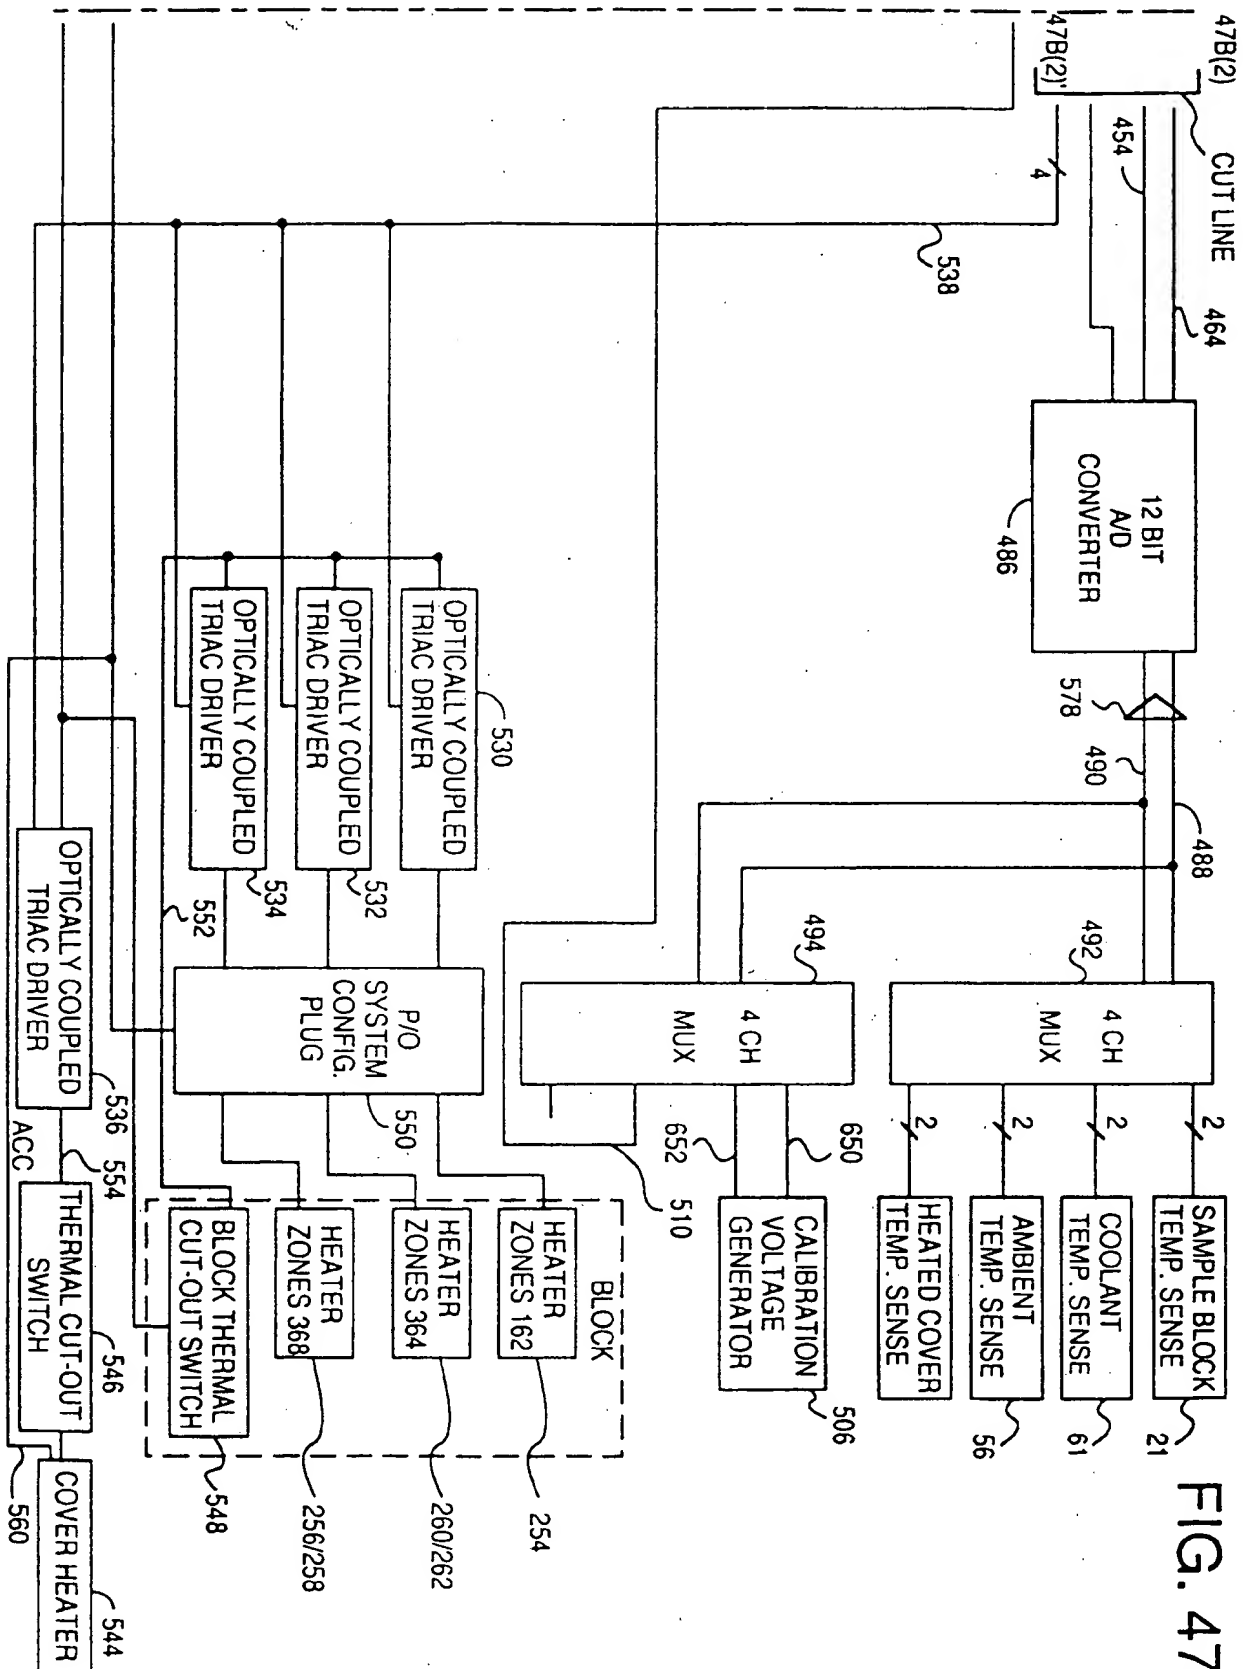 FIG. 47
47B(2)
47B(2)'
CUT LINE
454
464
4
538
12 BIT
A/D
CONVERTER
486
578
490
488
492
4 CH
MUX
494
4 CH
MUX
2
2
2
2
SAMPLE BLOCK
TEMP. SENSE
21
COOLANT
TEMP. SENSE
61
AMBIENT
TEMP. SENSE
56
HEATED COVER
TEMP. SENSE
650
652
CALIBRATION
VOLTAGE
GENERATOR
506
510
OPTICALLY COUPLED
TRIAC DRIVER
530
OPTICALLY COUPLED
TRIAC DRIVER
532
OPTICALLY COUPLED
TRIAC DRIVER
534
552
P/O
SYSTEM
CONFIG.
PLUG
550
BLOCK
HEATER
ZONES 162
254
HEATER
ZONES 364
260/262
HEATER
ZONES 368
256/258
BLOCK THERMAL
CUT-OUT SWITCH
548
OPTICALLY COUPLED
TRIAC DRIVER
536
ACC
554
THERMAL CUT-OUT
SWITCH
546
COVER HEATER
544
560